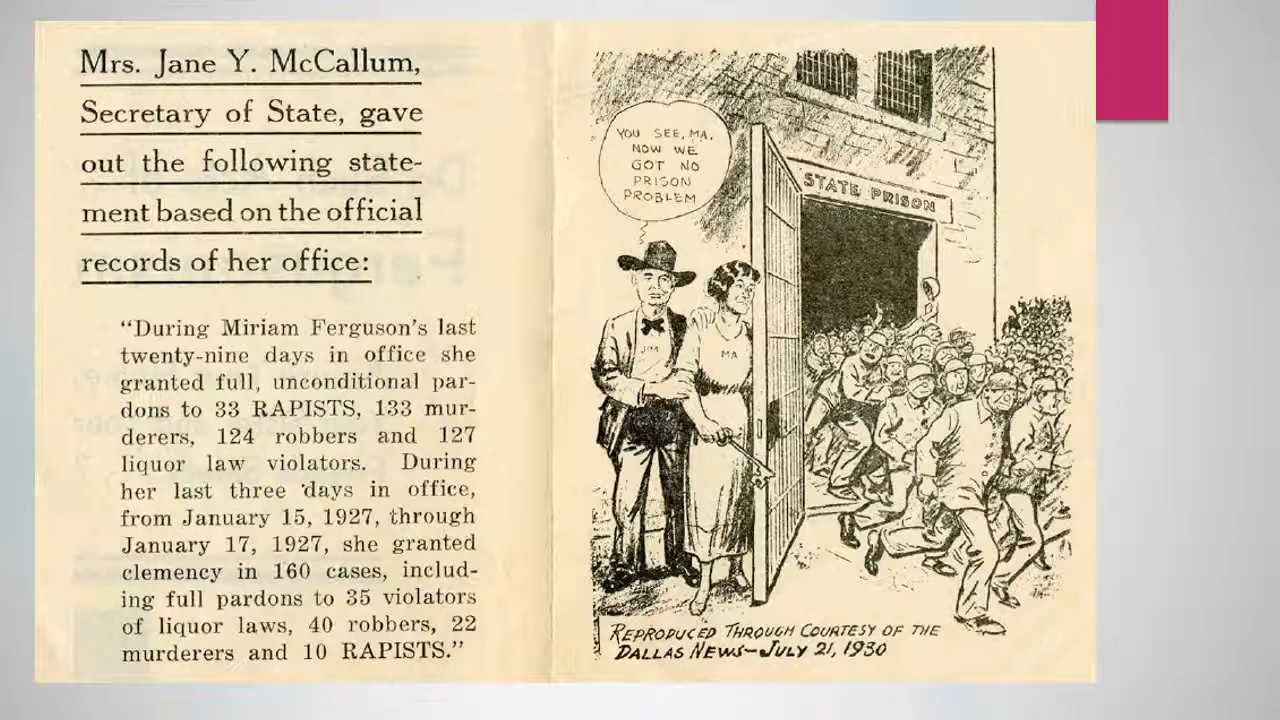 Mrs. Jane Y. McCallum,
Secretary of State, gave
out the following state-
ment based on the official
records of her office:
"During Miriam Ferguson's last
twenty-nine days in office she
granted full, unconditional par-
dons to 33 RAPISTS, 133 mur-
derers, 124 robbers and 127
liquor law violators. During
her last three days in office,
from January 15, 1927, through
January 17, 1927, she granted
clemency in 160 cases, includ-
ing full pardons to 35 violators
of liquor laws, 40 robbers, 22
murderers and 10 RAPISTS."
YOU SEE, MA.
NOW WE
GOT NO
PRISON
PROBLEM
STATE PRISON
JIM
MA
REPRODUCED THROUGH COURTESY OF THE
DALLAS NEWS—JULY 21, 1930